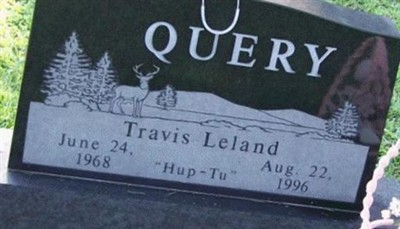 QUERY
Travis Leland
June 24, 1968
"Hup-Tu"
Aug. 22, 1996